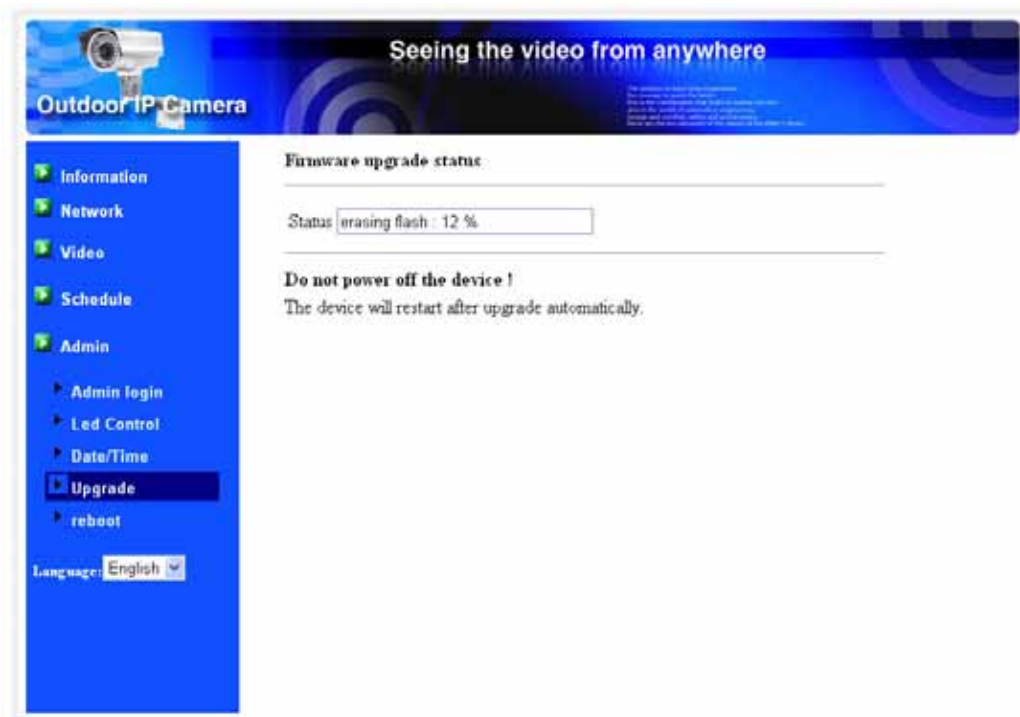 Seeing the video from anywhere
Outdoor IP Camera
Information
Network
Video
Schedule
Admin
Admin login
Led Control
Date/Time
Upgrade
reboot
Language: English
Firmware upgrade status
Status erasing flash : 12 %
Do not power off the device !
The device will restart after upgrade automatically.